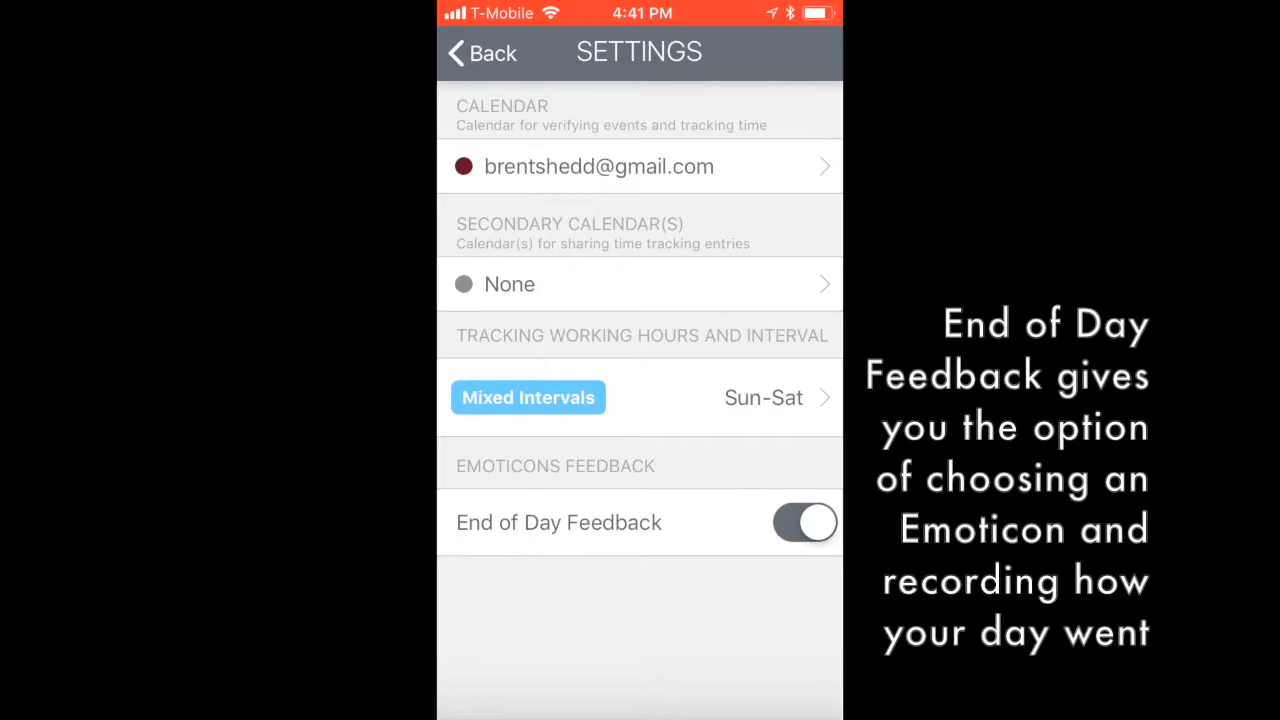 T-Mobile 4:41 PM
Back SETTINGS
CALENDAR
Calendar for verifying events and tracking time
brentshedd@gmail.com
SECONDARY CALENDAR(S)
Calendar(s) for sharing time tracking entries
None
TRACKING WORKING HOURS AND INTERVAL
Mixed Intervals Sun-Sat
EMOTICONS FEEDBACK
End of Day Feedback
End of Day
Feedback gives
you the option
of choosing an
Emoticon and
recording how
your day went